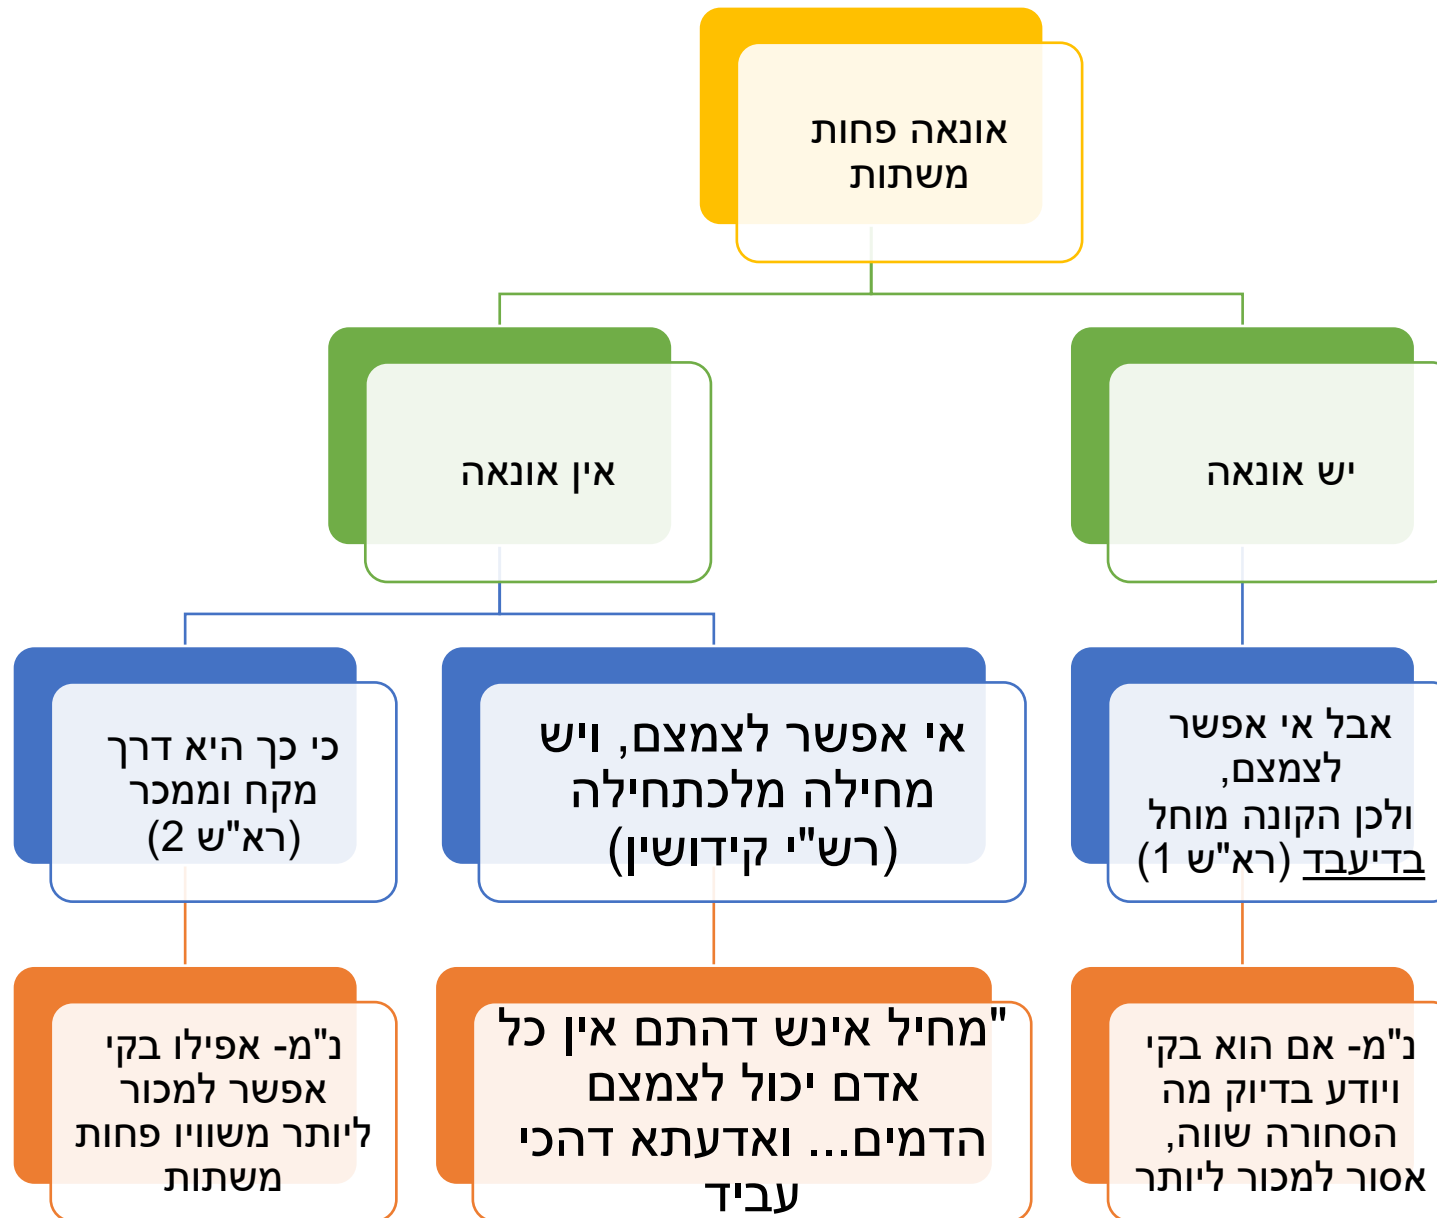 אונאה פחות
משתות
יש אונאה
אין אונאה
אבל אי אפשר
לצמצם,
ולכן הקונה מוחל
בדיעבד (רא"ש 1)
אי אפשר לצמצם, ויש
מחילה מלכתחילה
(רש"י קידושין)
כי כך היא דרך
מקח וממכר
(רא"ש 2)
נ"מ- אם הוא בקי
ויודע בדיוק מה
הסחורה שווה,
אסור למכור ליותר
"מחיל אינש דהתם אין כל
אדם יכול לצמצם
הדמים... ואדעתא דהכי
עביד
נ"מ- אפילו בקי
אפשר למכור
ליותר משוויו פחות
משתות